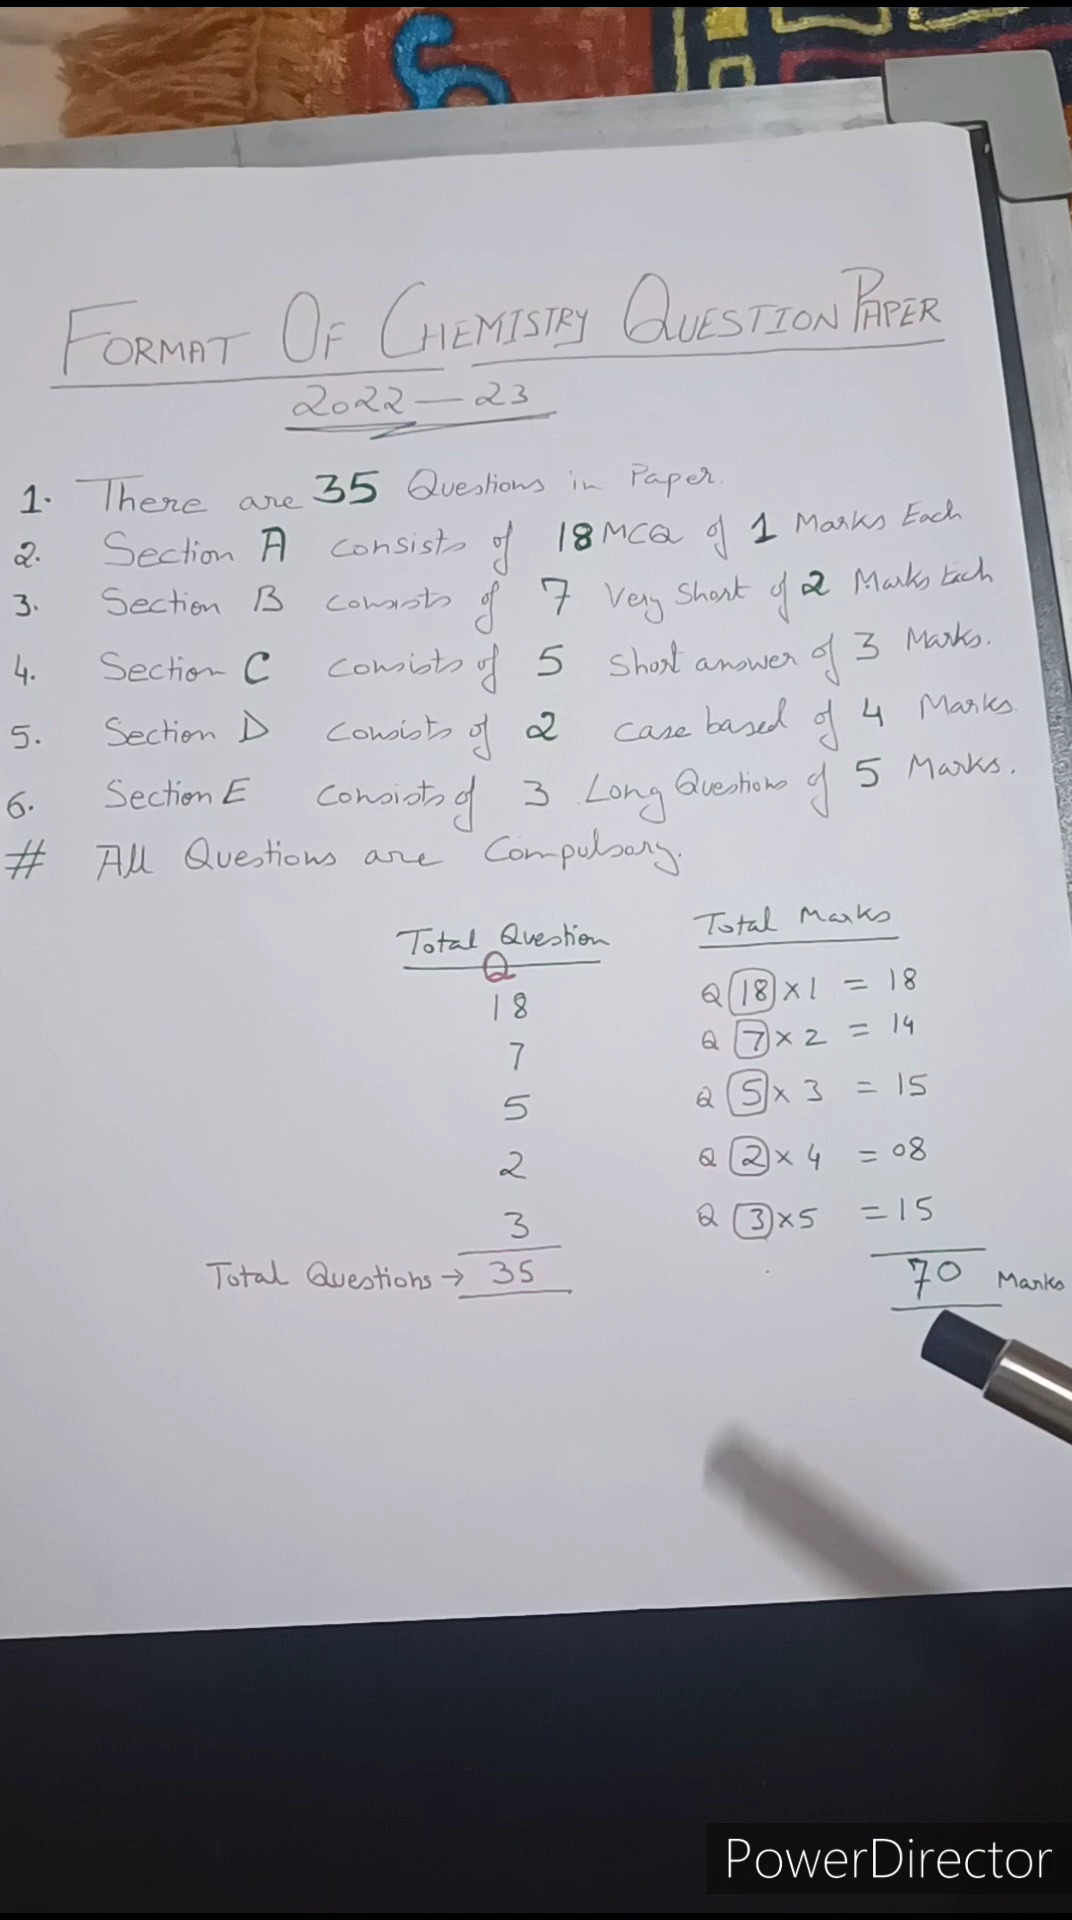 FORMAT OF CHEMISTRY QUESTION PAPER
2022-23
1. There are 35 Questions in Paper.
2. Section A consists of 18 MCQ of 1 Marks Each
3. Section B consists of 7 Very Short of 2 Marks Each
4. Section C consists of 5 Short answer of 3 Marks.
5. Section D consists of 2 case based of 4 Marks.
6. Section E consists of 3 Long Questions of 5 Marks.
# All Questions are Compulsory.
Total Question Total Marks
Q
18 Q 18 × 1 = 18
7 Q 7 × 2 = 14
5 Q 5 × 3 = 15
2 Q 2 × 4 = 08
3 Q 3 × 5 = 15
Total Questions → 35 70 Marks
PowerDirector